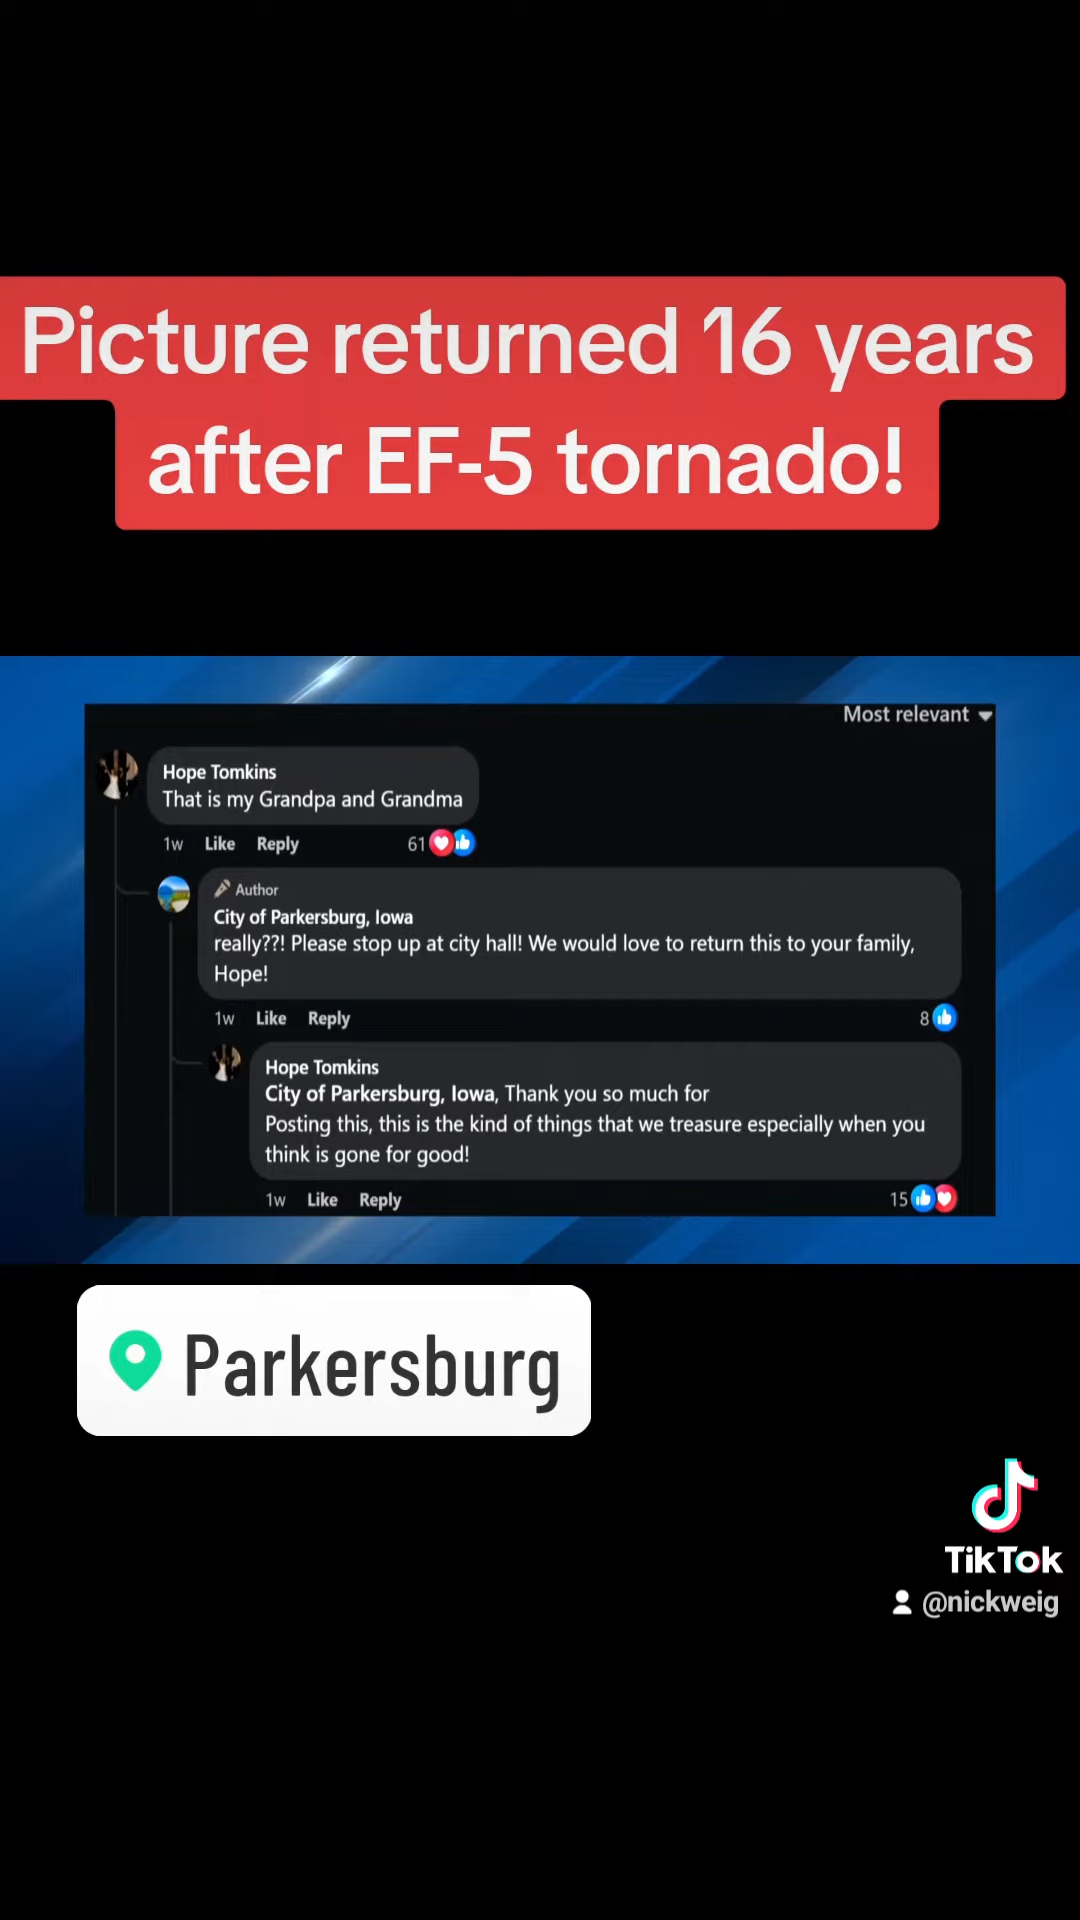 Picture returned 16 years
after EF-5 tornado!
Most relevant
Hope Tomkins
That is my Grandpa and Grandma
1w Like Reply 61
Author
City of Parkersburg, Iowa
really??! Please stop up at city hall! We would love to return this to your family,
Hope!
1w Like Reply 8
Hope Tomkins
City of Parkersburg, Iowa, Thank you so much for
Posting this, this is the kind of things that we treasure especially when you
think is gone for good!
1w Like Reply 15
Parkersburg
TikTok
@nickweig